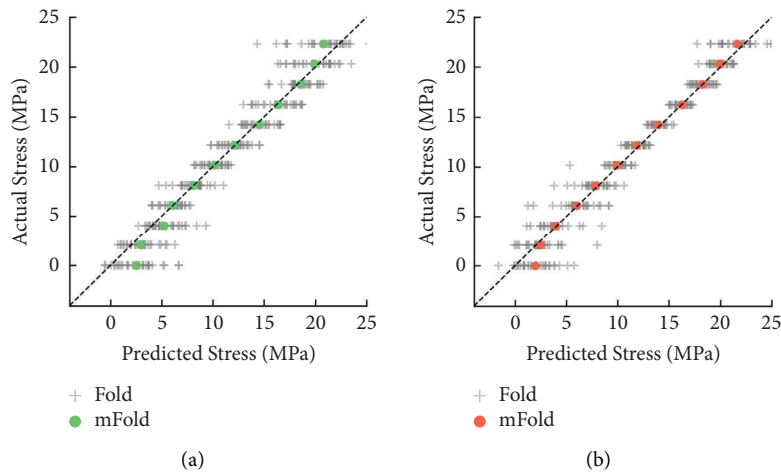 25
20
15
10
5
0
Actual Stress (MPa)
0 5 10 15 20 25
Predicted Stress (MPa)
Fold
mFold
(a)
25
20
15
10
5
0
Actual Stress (MPa)
0 5 10 15 20 25
Predicted Stress (MPa)
Fold
mFold
(b)